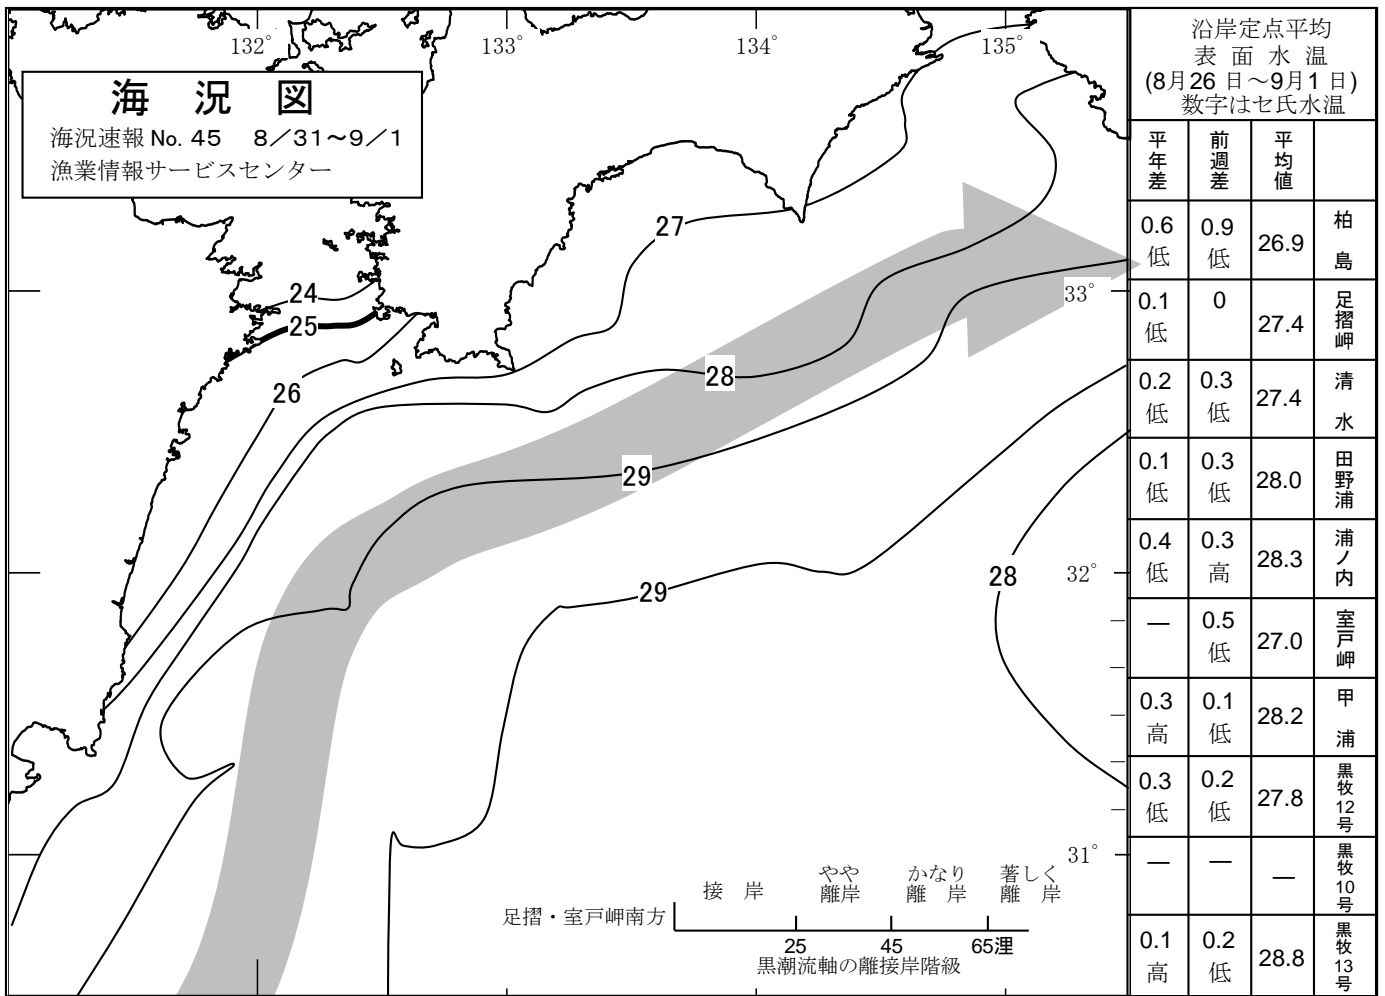 132°
133°
134°
135°
海 況 図
海況速報 No. 45 8/31~9/1
漁業情報サービスセンター
27
24
25
26
28
29
29
28
33°
32°
31°
接 岸
やや
離岸
かなり
離 岸
著しく
離 岸
足摺・室戸岬南方
25
45
65浬
黒潮流軸の離接岸階級
沿岸定点平均
表 面 水 温
(8月26 日~9月1 日)
数字はセ氏水温
平年差 前週差 平均値
0.6低 0.9低 26.9 柏島
0.1低 0 27.4 足摺岬
0.2低 0.3低 27.4 清水
0.1低 0.3低 28.0 田野浦
0.4低 0.3高 28.3 浦ノ内
― 0.5低 27.0 室戸岬
0.3高 0.1低 28.2 甲浦
0.3低 0.2低 27.8 黒牧12号
― ― ― 黒牧10号
0.1高 0.2低 28.8 黒牧13号